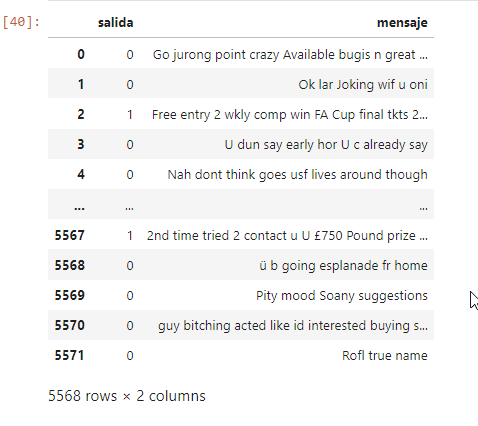 [40]:
salida mensaje
0 0 Go jurong point crazy Available bugis n great ...
1 0 Ok lar Joking wif u oni
2 1 Free entry 2 wkly comp win FA Cup final tkts 2...
3 0 U dun say early hor U c already say
4 0 Nah dont think goes usf lives around though
... ... ...
5567 1 2nd time tried 2 contact u U £750 Pound prize ...
5568 0 ü b going esplanade fr home
5569 0 Pity mood Soany suggestions
5570 0 guy bitching acted like id interested buying s...
5571 0 Rofl true name
5568 rows × 2 columns